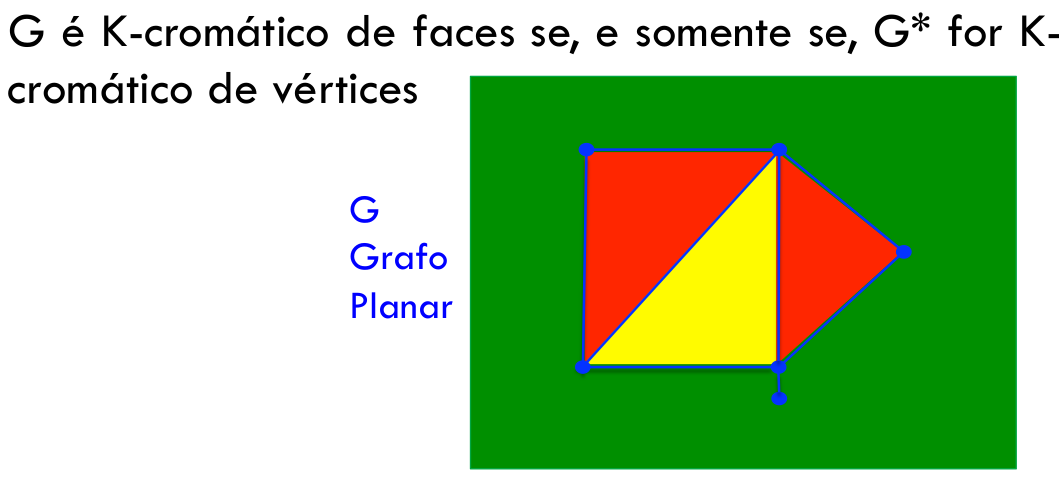 G é K-cromático de faces se, e somente se, G* for K-
cromático de vértices
G
Grafo
Planar